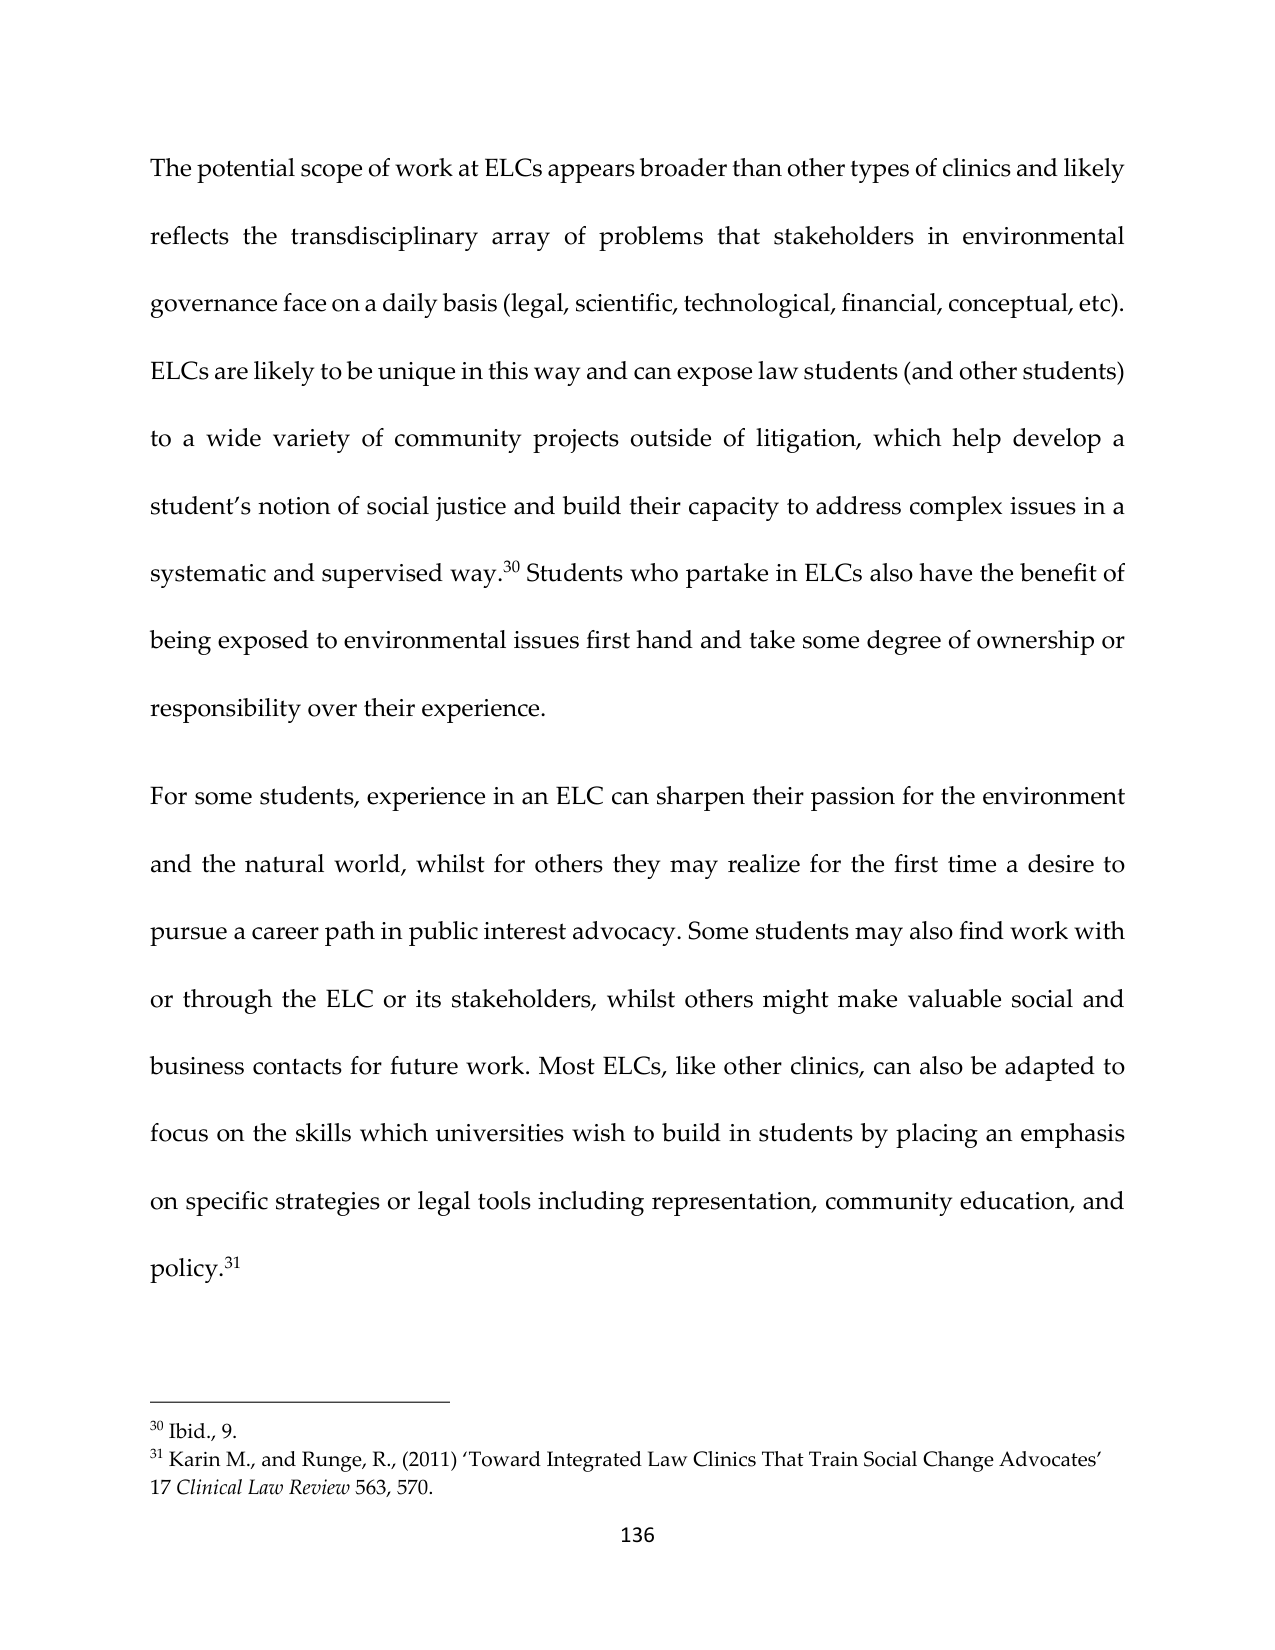 The potential scope of work at ELCs appears broader than other types of clinics and likely
reflects the transdisciplinary array of problems that stakeholders in environmental
governance face on a daily basis (legal, scientific, technological, financial, conceptual, etc).
ELCs are likely to be unique in this way and can expose law students (and other students)
to a wide variety of community projects outside of litigation, which help develop a
student’s notion of social justice and build their capacity to address complex issues in a
systematic and supervised way.30 Students who partake in ELCs also have the benefit of
being exposed to environmental issues first hand and take some degree of ownership or
responsibility over their experience.
For some students, experience in an ELC can sharpen their passion for the environment
and the natural world, whilst for others they may realize for the first time a desire to
pursue a career path in public interest advocacy. Some students may also find work with
or through the ELC or its stakeholders, whilst others might make valuable social and
business contacts for future work. Most ELCs, like other clinics, can also be adapted to
focus on the skills which universities wish to build in students by placing an emphasis
on specific strategies or legal tools including representation, community education, and
policy.31
30 Ibid., 9.
31 Karin M., and Runge, R., (2011) ‘Toward Integrated Law Clinics That Train Social Change Advocates’
17 Clinical Law Review 563, 570.
136